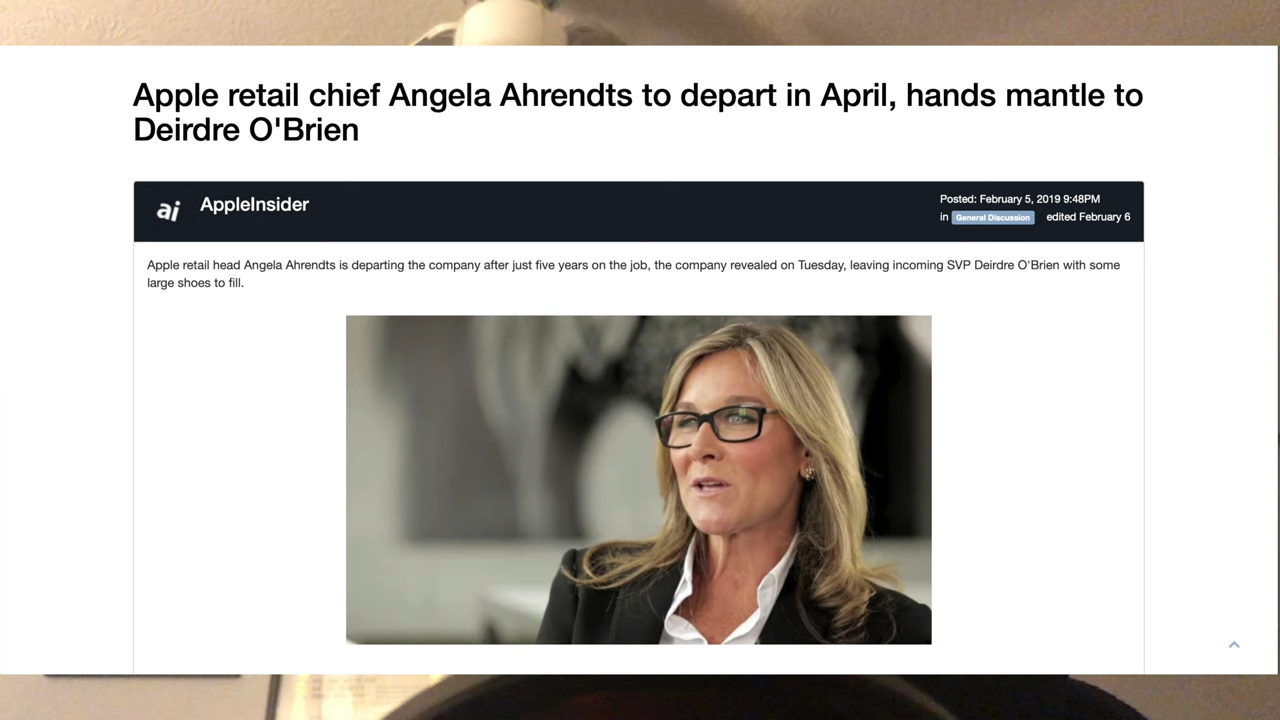 Apple retail chief Angela Ahrendts to depart in April, hands mantle to
Deirdre O'Brien
ai
AppleInsider
Posted: February 5, 2019 9:48PM
in General Discussion edited February 6
Apple retail head Angela Ahrendts is departing the company after just five years on the job, the company revealed on Tuesday, leaving incoming SVP Deirdre O'Brien with some
large shoes to fill.